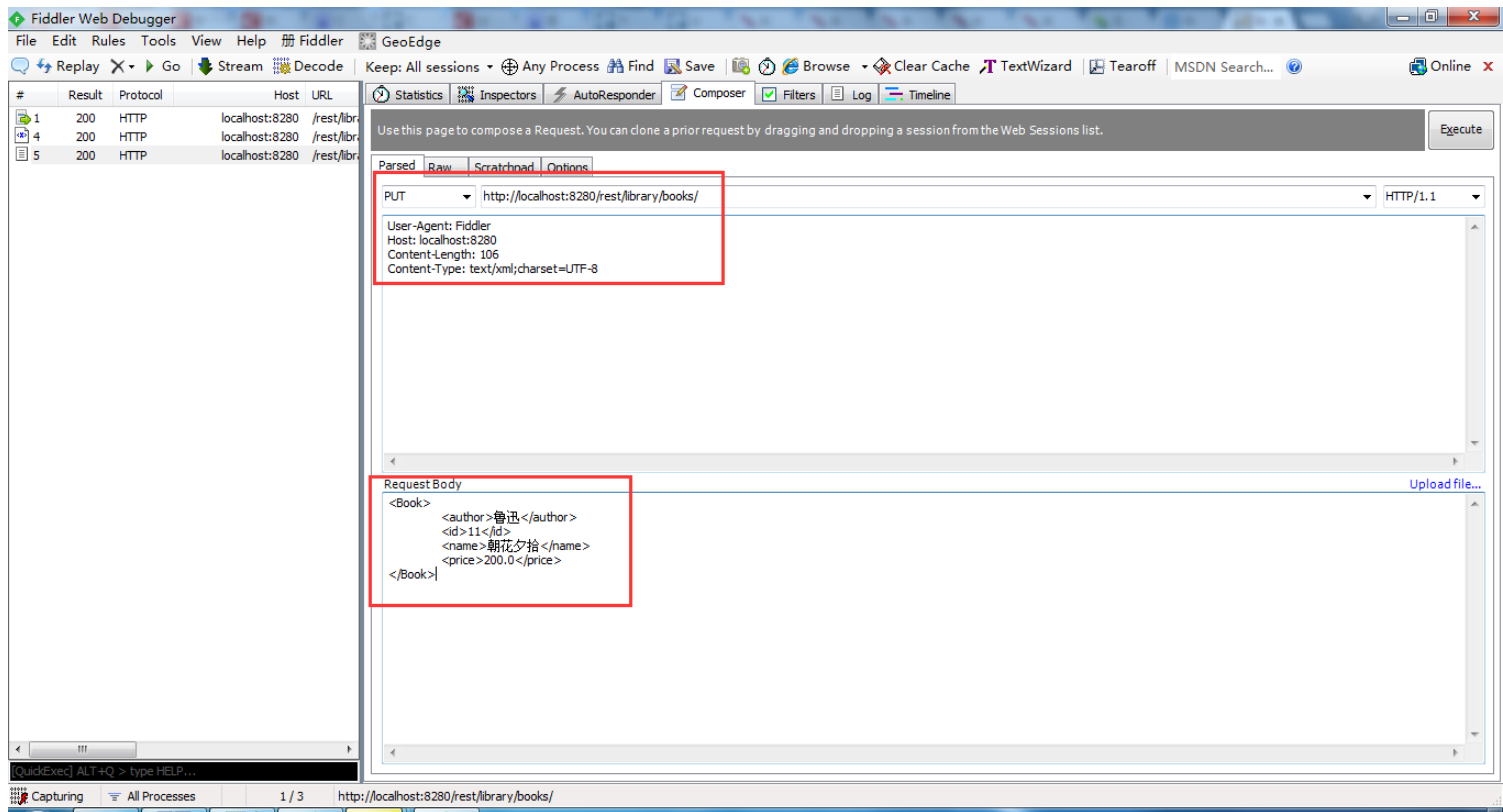 Fiddler Web Debugger
File Edit Rules Tools View Help 册 Fiddler GeoEdge
Replay Go Stream Decode Keep: All sessions Any Process Find Save Browse Clear Cache TextWizard Tearoff MSDN Search... Online
# Result Protocol Host URL
1 200 HTTP localhost:8280 /rest/libra
4 200 HTTP localhost:8280 /rest/libra
5 200 HTTP localhost:8280 /rest/libra
Statistics Inspectors AutoResponder Composer Filters Log Timeline
Use this page to compose a Request. You can clone a prior request by dragging and dropping a session from the Web Sessions list.
Execute
Parsed Raw Scratchpad Options
PUT http://localhost:8280/rest/library/books/ HTTP/1.1
User-Agent: Fiddler
Host: localhost:8280
Content-Length: 106
Content-Type: text/xml;charset=UTF-8
Request Body Upload file...
<Book>
<author>鲁迅</author>
<id>11</id>
<name>朝花夕拾</name>
<price>200.0</price>
</Book>
[QuickExec] ALT+Q > type HELP...
Capturing All Processes 1 / 3 http://localhost:8280/rest/library/books/